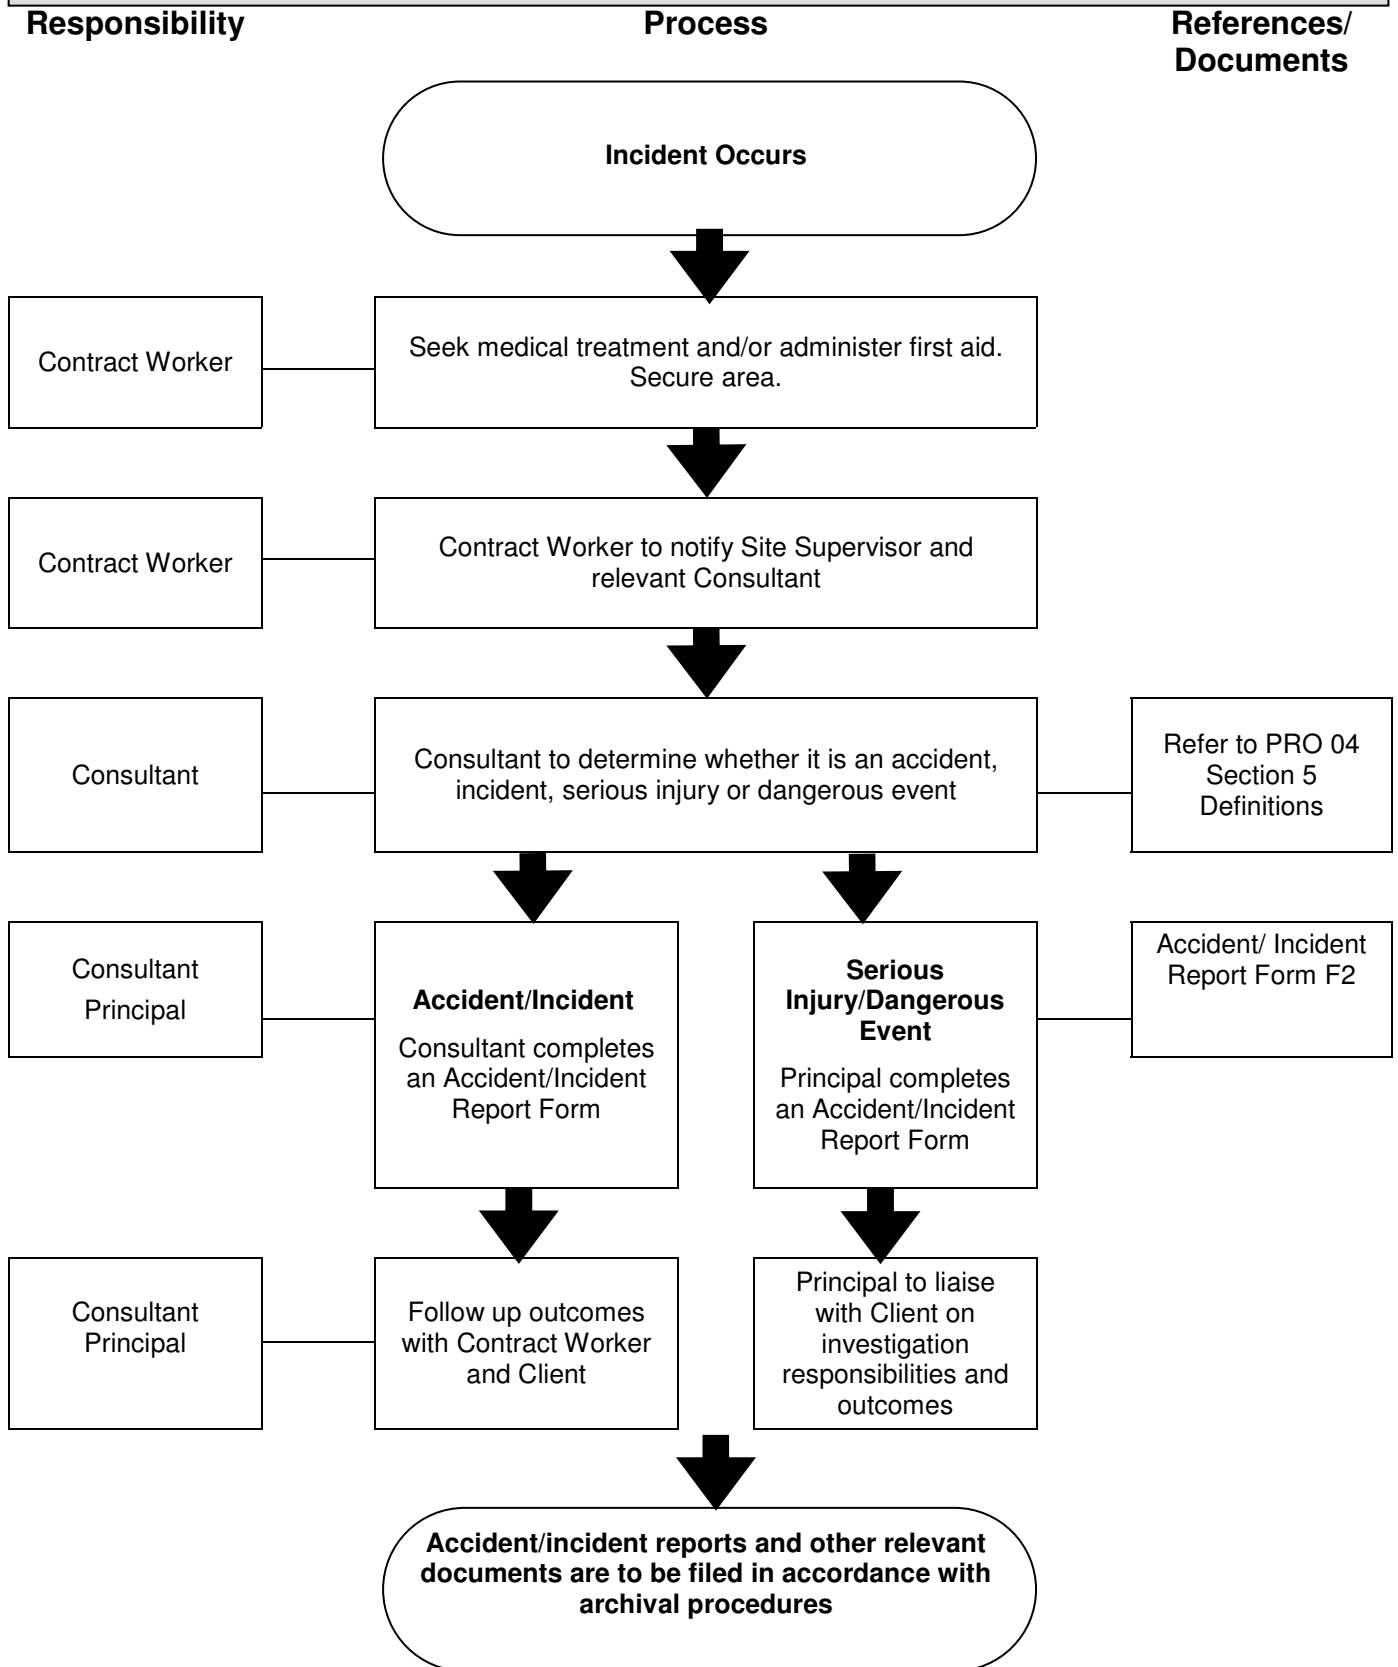 Responsibility
Process
References/
Documents
Incident Occurs
Contract Worker
Seek medical treatment and/or administer first aid.
Secure area.
Contract Worker
Contract Worker to notify Site Supervisor and
relevant Consultant
Consultant
Consultant to determine whether it is an accident,
incident, serious injury or dangerous event
Refer to PRO 04
Section 5
Definitions
Consultant
Principal
Accident/Incident
Consultant completes
an Accident/Incident
Report Form
Serious
Injury/Dangerous
Event
Principal completes
an Accident/Incident
Report Form
Accident/ Incident
Report Form F2
Consultant
Principal
Follow up outcomes
with Contract Worker
and Client
Principal to liaise
with Client on
investigation
responsibilities and
outcomes
Accident/incident reports and other relevant
documents are to be filed in accordance with
archival procedures